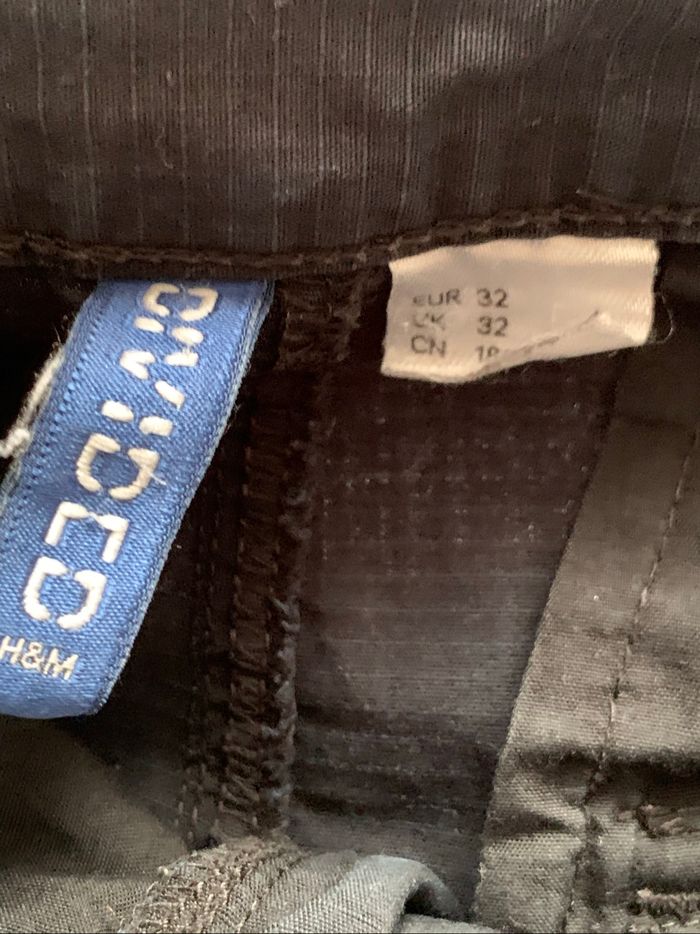 DIVIDED
H&M
EUR 32
UK 32
CN